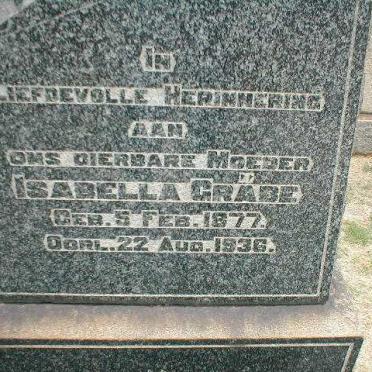 IN
LIEFDEVOLLE HERINNERING
AAN
ONS DIERBARE MOEDER
ISABELLA GRÄBE
GEB. 5 FEB. 1877.
OORL. 22 AUG. 1936.